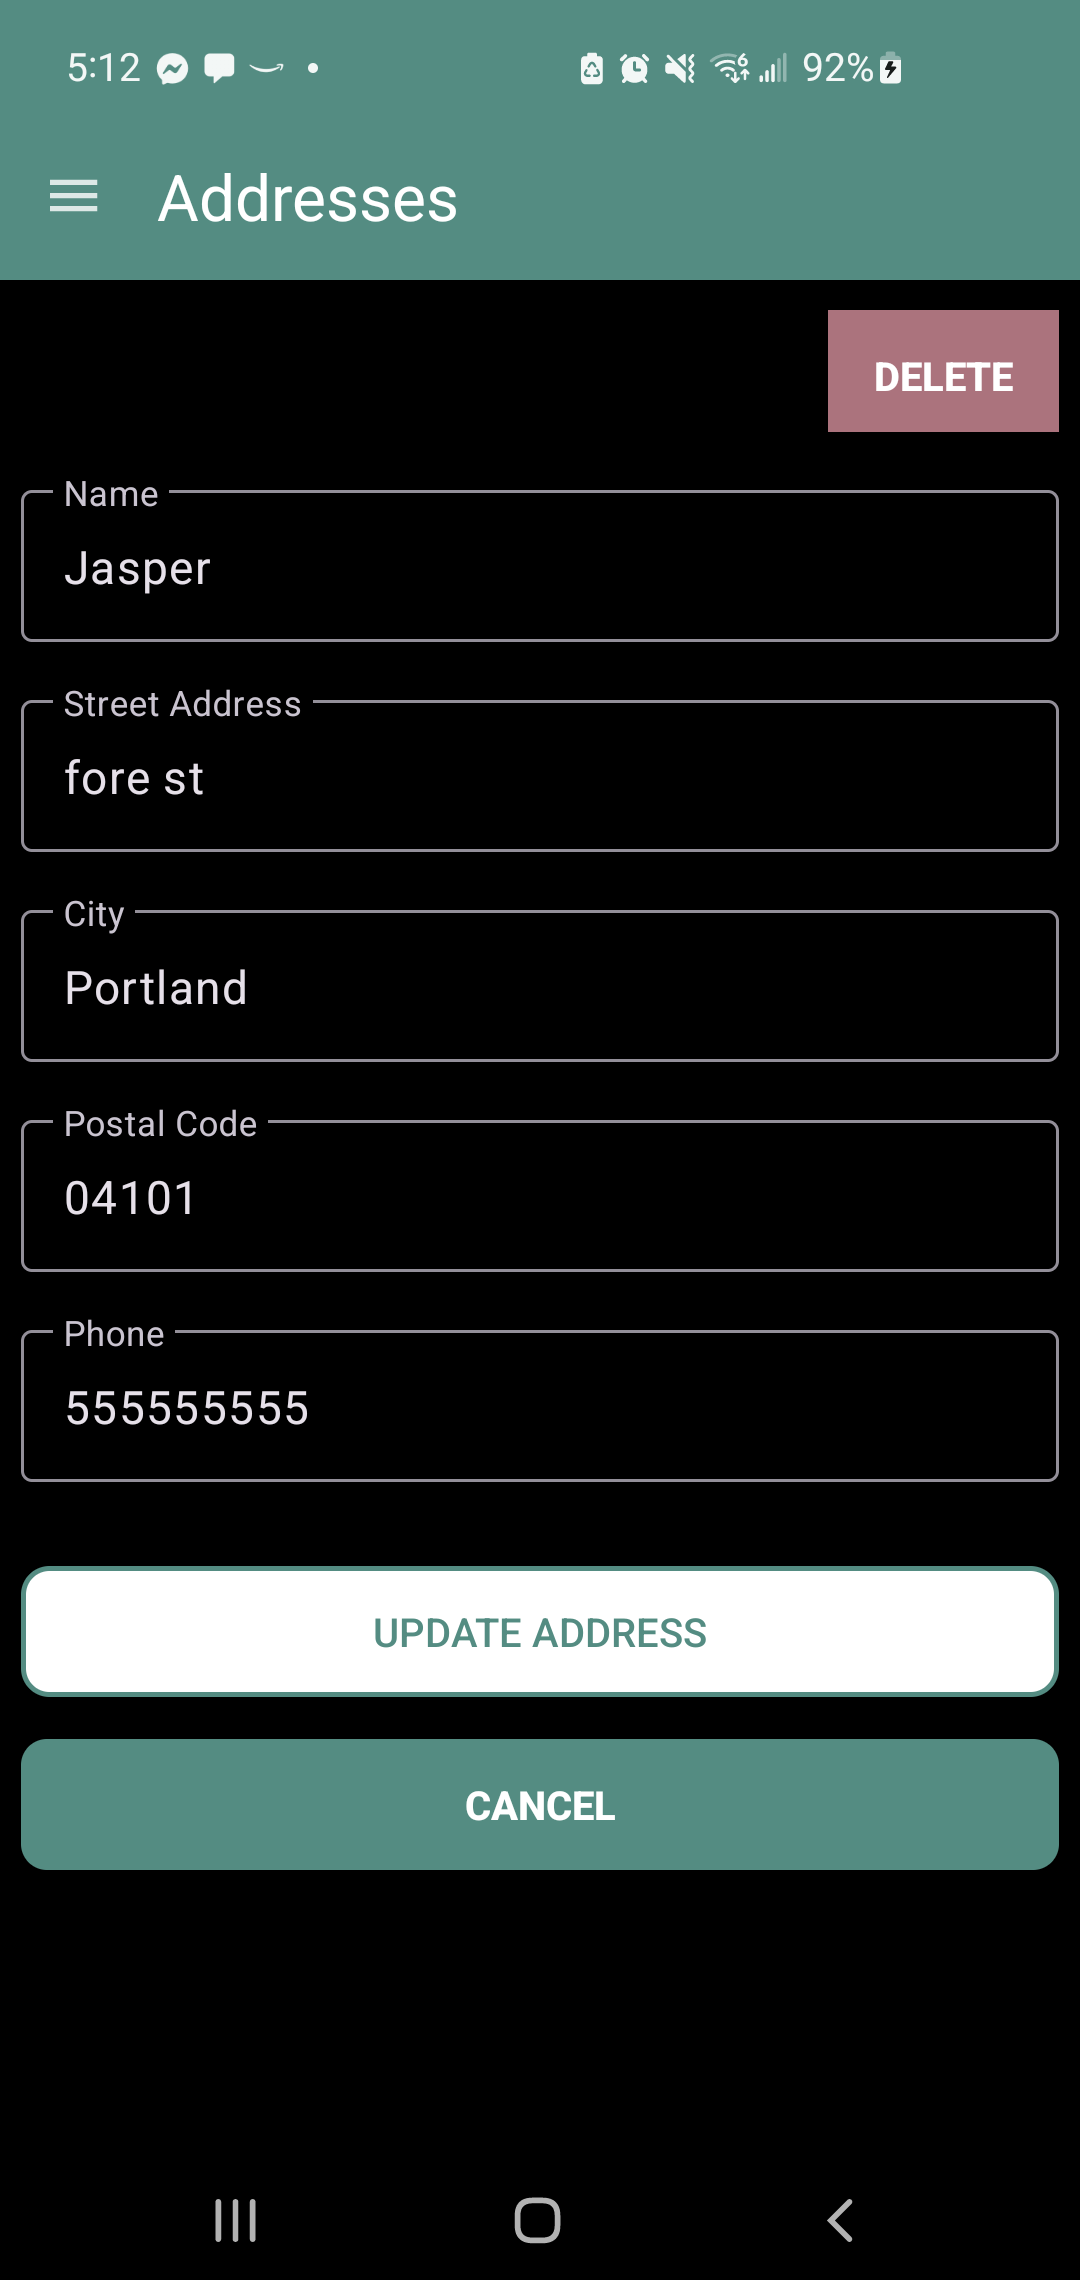 5:12 92%
Addresses
DELETE
Name
Jasper
Street Address
fore st
City
Portland
Postal Code
04101
Phone
555555555
UPDATE ADDRESS
CANCEL